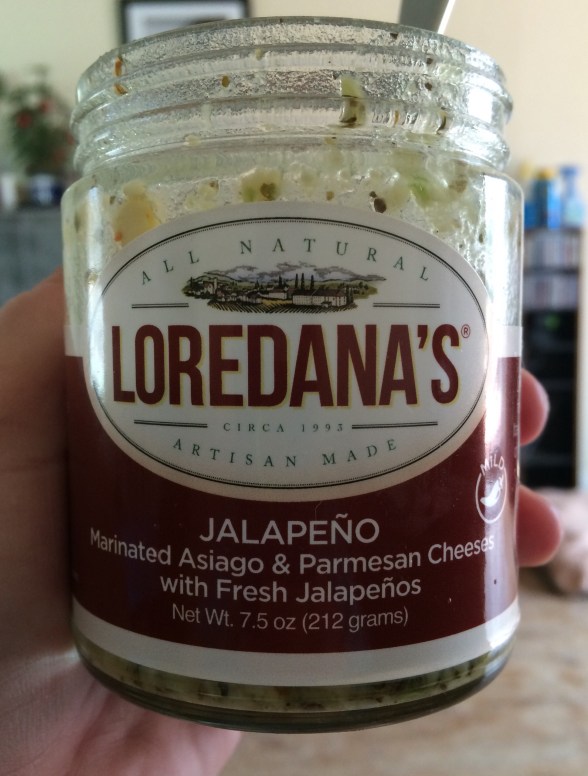 ALL NATURAL
LOREDANA'S®
CIRCA 1993
ARTISAN MADE
MILD
JALAPEÑO
Marinated Asiago & Parmesan Cheeses
with Fresh Jalapeños
Net Wt. 7.5 oz (212 grams)